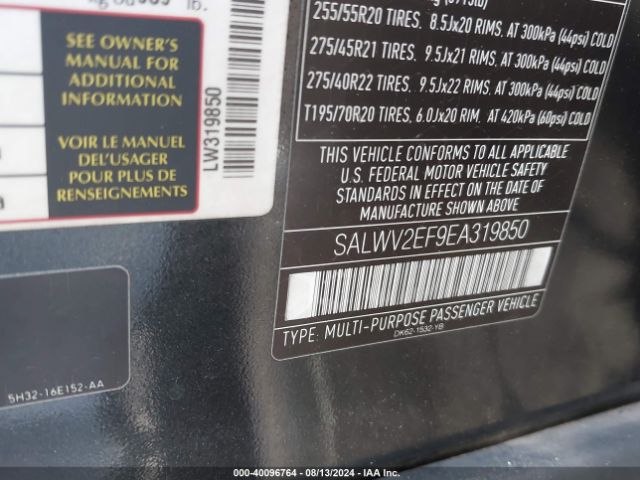 lb.
SEE OWNER'S
MANUAL FOR
ADDITIONAL
INFORMATION
VOIR LE MANUEL
DEL'USAGER
POUR PLUS DE
RENSEIGNEMENTS
LW319850
255/55R20 TIRES. 8.5Jx20 RIMS. AT 300kPa (44psi) COLD
275/45R21 TIRES. 9.5Jx21 RIMS. AT 300kPa (44psi) COLD
275/40R22 TIRES. 9.5Jx22 RIMS. AT 300kPa (44psi) COLD
T195/70R20 TIRES. 6.0Jx20 RIM. AT 420kPa (60psi) COLD
THIS VEHICLE CONFORMS TO ALL APPLICABLE
U.S. FEDERAL MOTOR VEHICLE SAFETY
STANDARDS IN EFFECT ON THE DATE OF
MANUFACTURE SHOWN ABOVE
SALWV2EF9EA319850
TYPE: MULTI-PURPOSE PASSENGER VEHICLE
DK62-1532-YB
5H32-16E152-AA
000-40096764 - 08/13/2024 - IAA Inc.